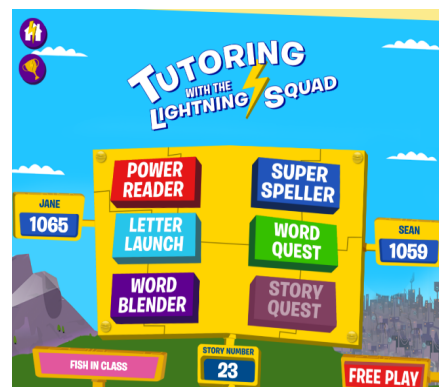 TUTORING
WITH THE
LIGHTNING SQUAD
POWER
READER
SUPER
SPELLER
JANE
1065
LETTER
LAUNCH
WORD
QUEST
SEAN
1059
WORD
BLENDER
STORY
QUEST
FISH IN CLASS
STORY NUMBER
23
FREE PLAY